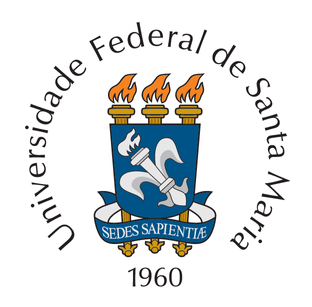 Universidade Federal de Santa Maria
SEDES SAPIENTIÆ
1960